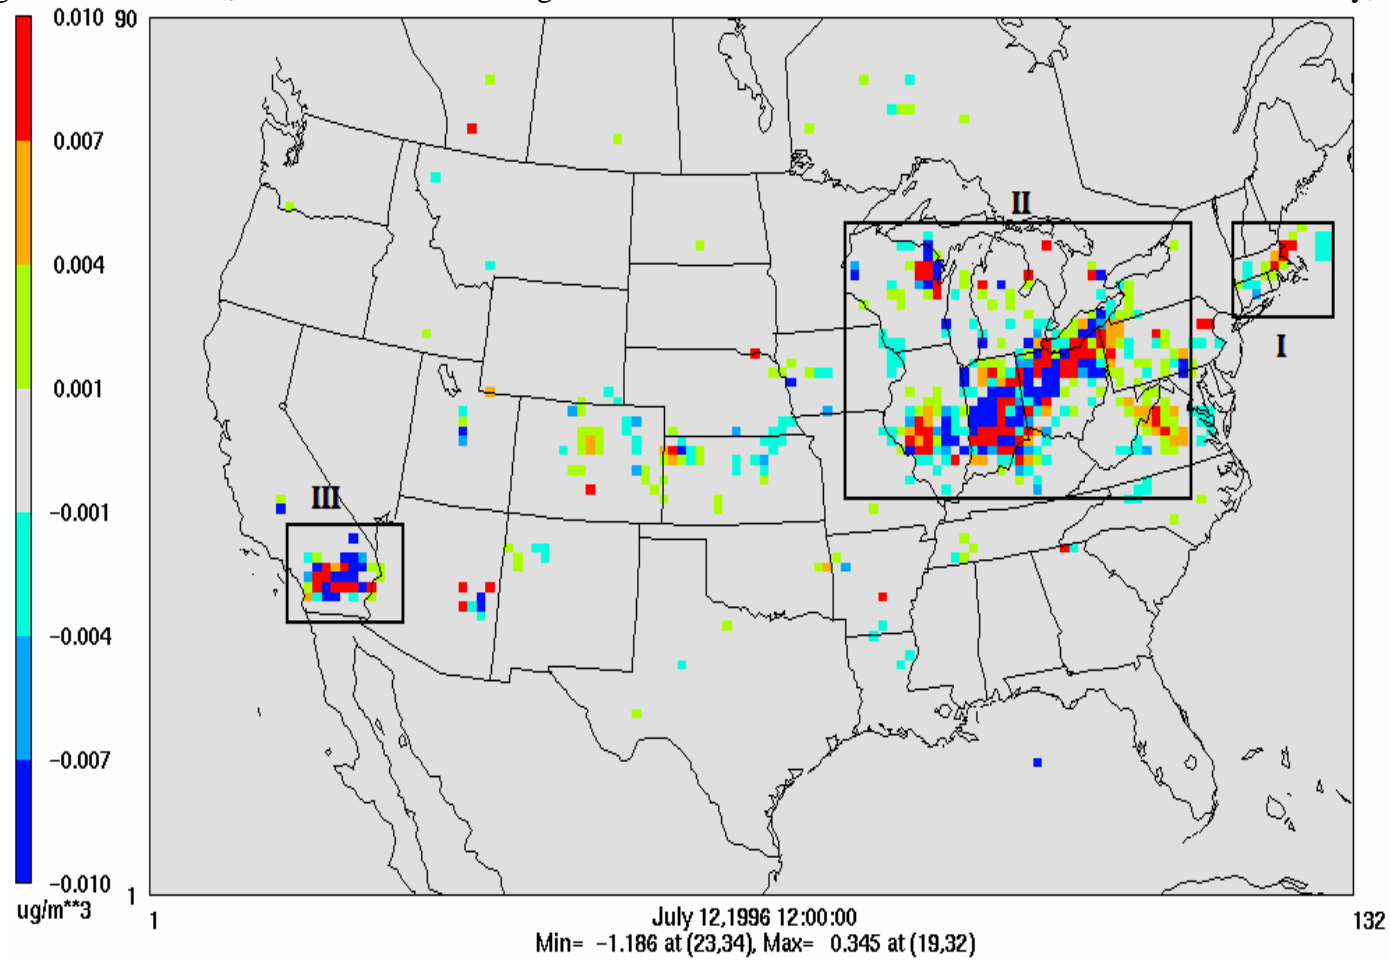 0.010
0.007
0.004
0.001
−0.001
−0.004
−0.007
−0.010
ug/m**3
90
1
1
132
II
I
III
July 12,1996 12:00:00
Min= −1.186 at (23,34), Max= 0.345 at (19,32)